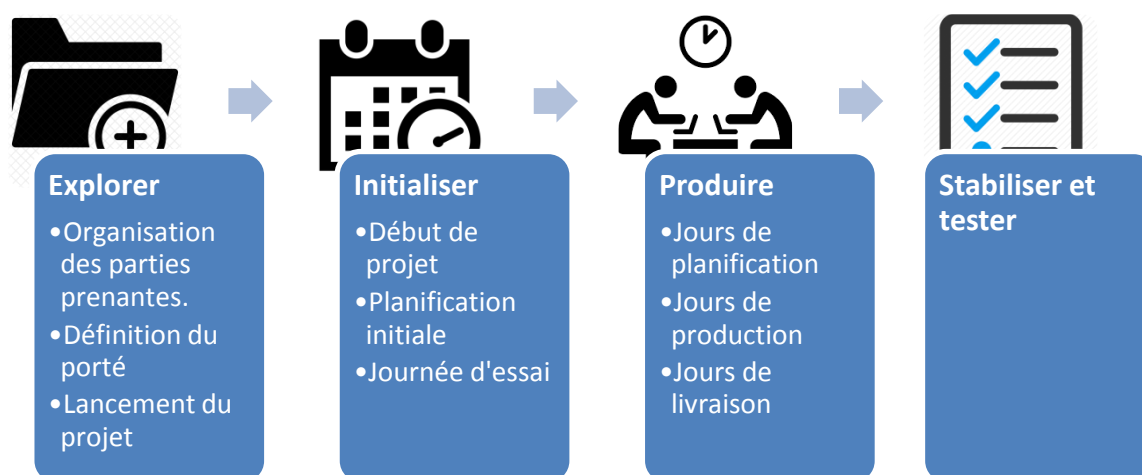 Explorer
•Organisation
des parties
prenantes.
•Définition du
porté
•Lancement du
projet
Initialiser
•Début de
projet
•Planification
initiale
•Journée d'essai
Produire
•Jours de
planification
•Jours de
production
•Jours de
livraison
Stabiliser et
tester